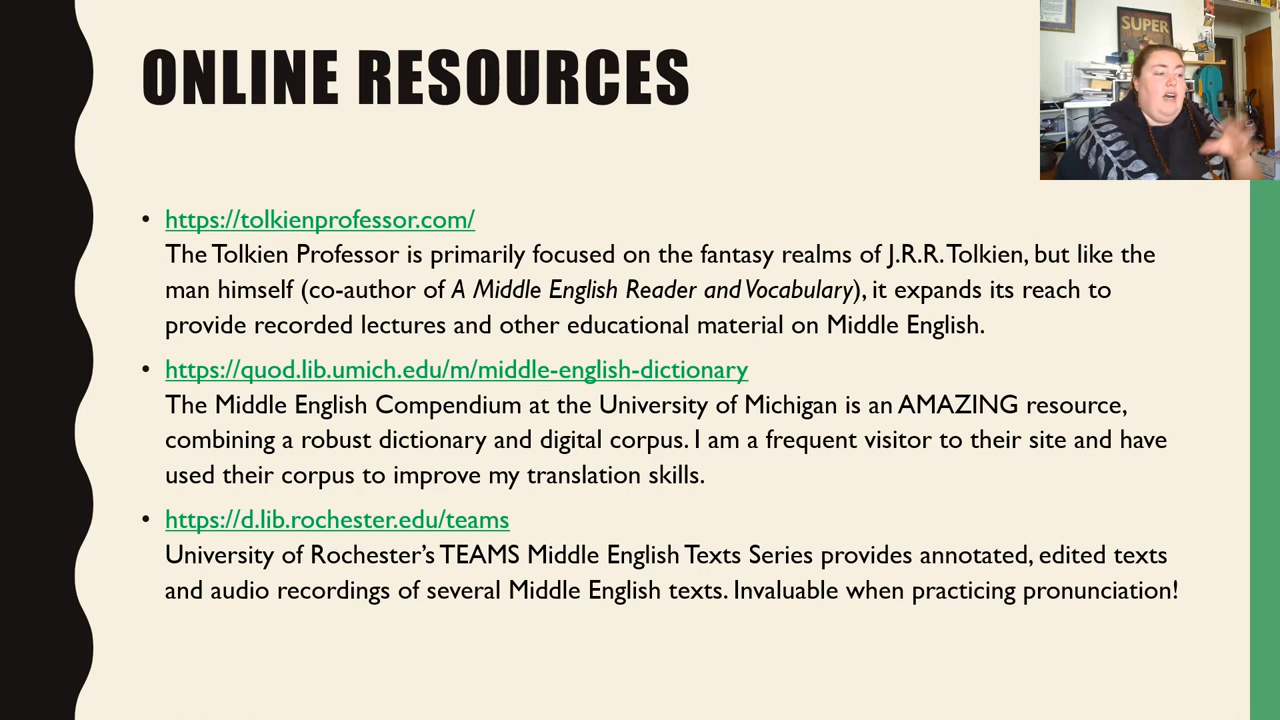 ONLINE RESOURCES
SUPER
• https://tolkienprofessor.com/
The Tolkien Professor is primarily focused on the fantasy realms of J.R.R. Tolkien, but like the
man himself (co-author of A Middle English Reader and Vocabulary), it expands its reach to
provide recorded lectures and other educational material on Middle English.
• https://quod.lib.umich.edu/m/middle-english-dictionary
The Middle English Compendium at the University of Michigan is an AMAZING resource,
combining a robust dictionary and digital corpus. I am a frequent visitor to their site and have
used their corpus to improve my translation skills.
• https://d.lib.rochester.edu/teams
University of Rochester’s TEAMS Middle English Texts Series provides annotated, edited texts
and audio recordings of several Middle English texts. Invaluable when practicing pronunciation!